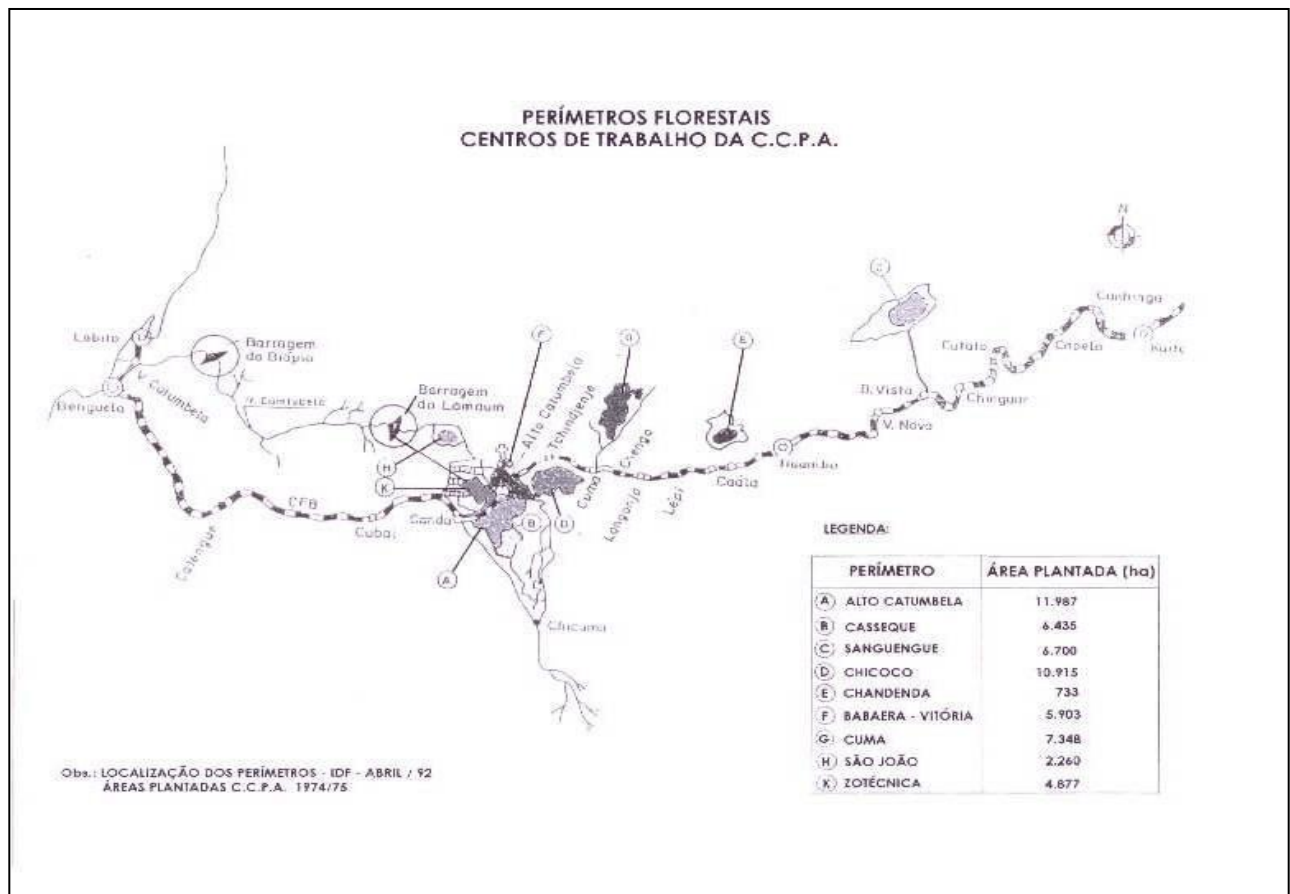 PERÍMETROS FLORESTAIS
CENTROS DE TRABALHO DA C.C.P.A.
N
C
Lobito
L
Barragem
do Biópio
Benguela
B
Catumbela
Barragem
do Lomaum
F
Alto Catumbela
Tchindjenje
G
E
Cutato
Capela
Kuito
B. Vista
Chinguar
V. Nova
Huambo
Caála
Lépi
Longonjo
Cuma
H
K
CFB
Cubal
Ganda
B
D
A
Chicuma
LEGENDA:
PERÍMETRO ÁREA PLANTADA (ha)
A ALTO CATUMBELA 11.987
B CASSEQUE 6.435
C SANGUENGUE 6.700
D CHICOCO 10.915
E CHANDENDA 733
F BABAERA - VITÓRIA 5.903
G CUMA 7.348
H SÃO JOÃO 2.260
K ZOTÉCNICA 4.877
Obs.: LOCALIZAÇÃO DOS PERÍMETROS - IDF - ABRIL / 92
ÁREAS PLANTADAS C.C.P.A. 1974/75